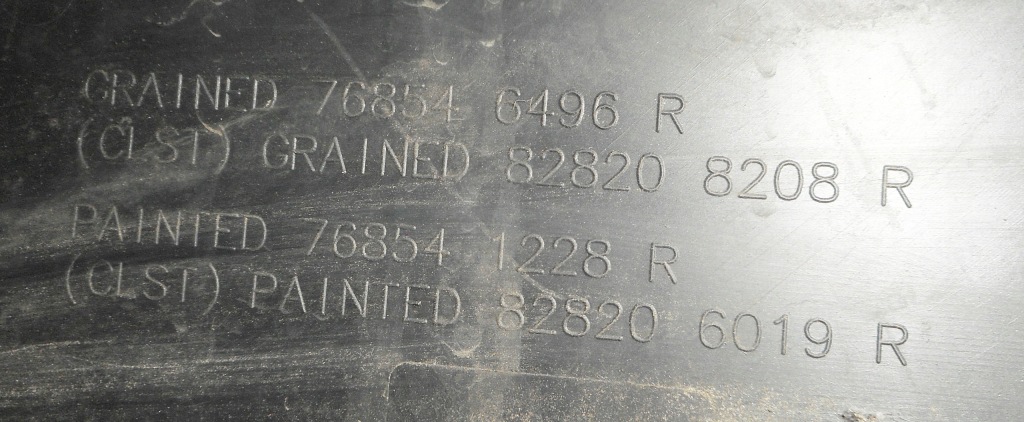 GRAINED 76854 6496 R
(CLST) GRAINED 82820 8208 R
PAINTED 76854 1228 R
(CLST) PAINTED 82820 6019 R